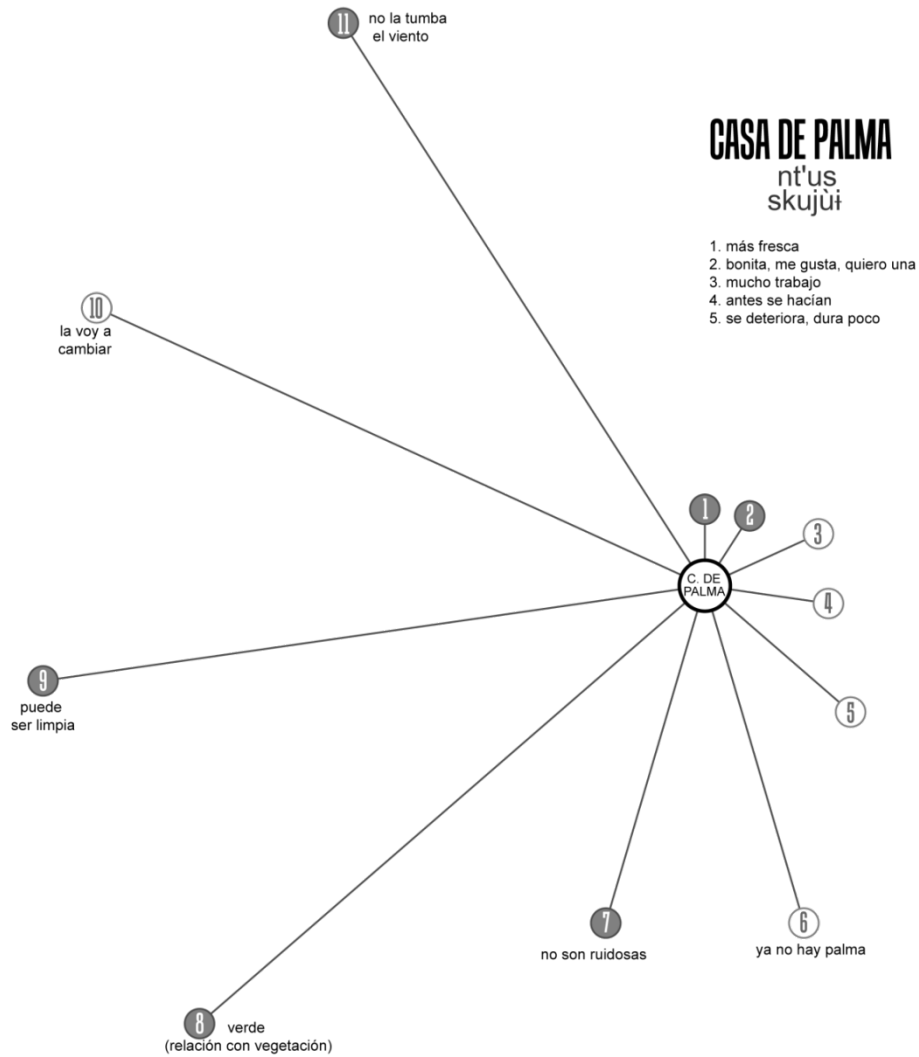 11 no la tumba
el viento
CASA DE PALMA
nt'us
skujùɨ
1. más fresca
2. bonita, me gusta, quiero una
3. mucho trabajo
4. antes se hacían
5. se deteriora, dura poco
10
la voy a
cambiar
1
2
3
C. DE
PALMA
4
9
puede
ser limpia
5
7
no son ruidosas
6
ya no hay palma
8 verde
(relación con vegetación)